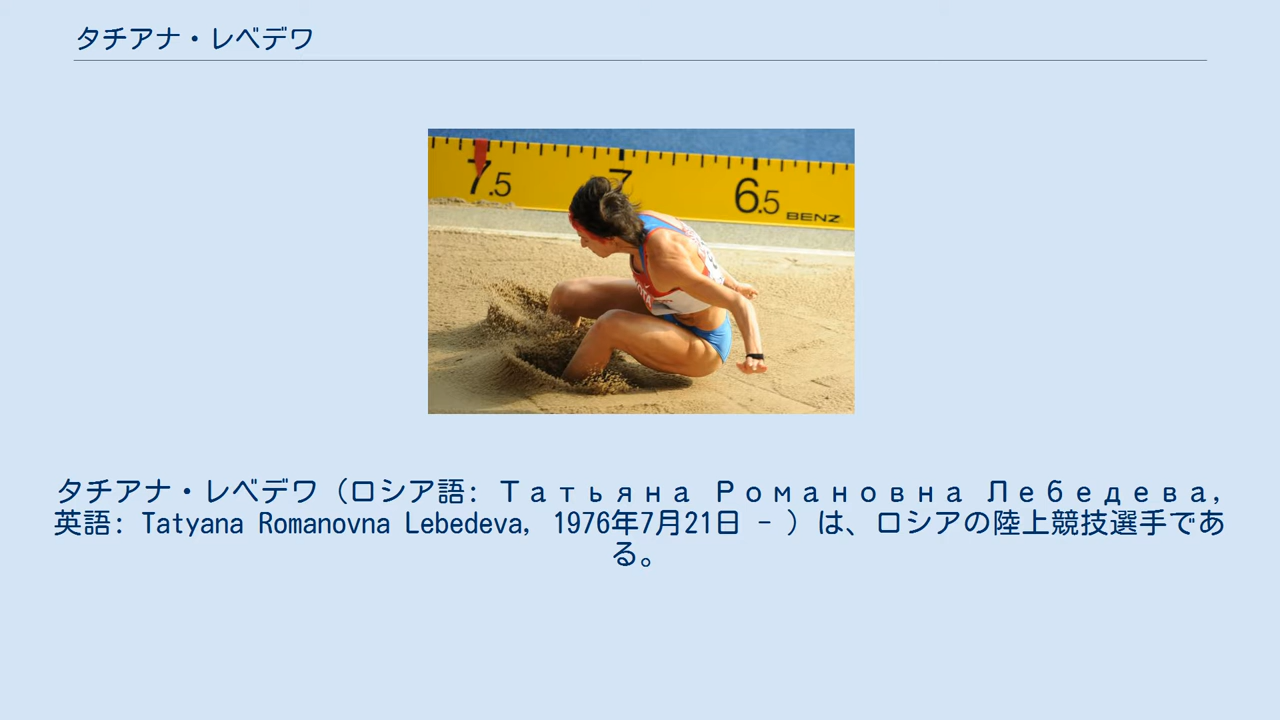 タチアナ・レベデワ
7.5
7
6.5
BENZ
タチアナ・レベデワ（ロシア語: Татьяна Романовна Лебедева,
英語: Tatyana Romanovna Lebedeva, 1976年7月21日 - ）は、ロシアの陸上競技選手であ
る。